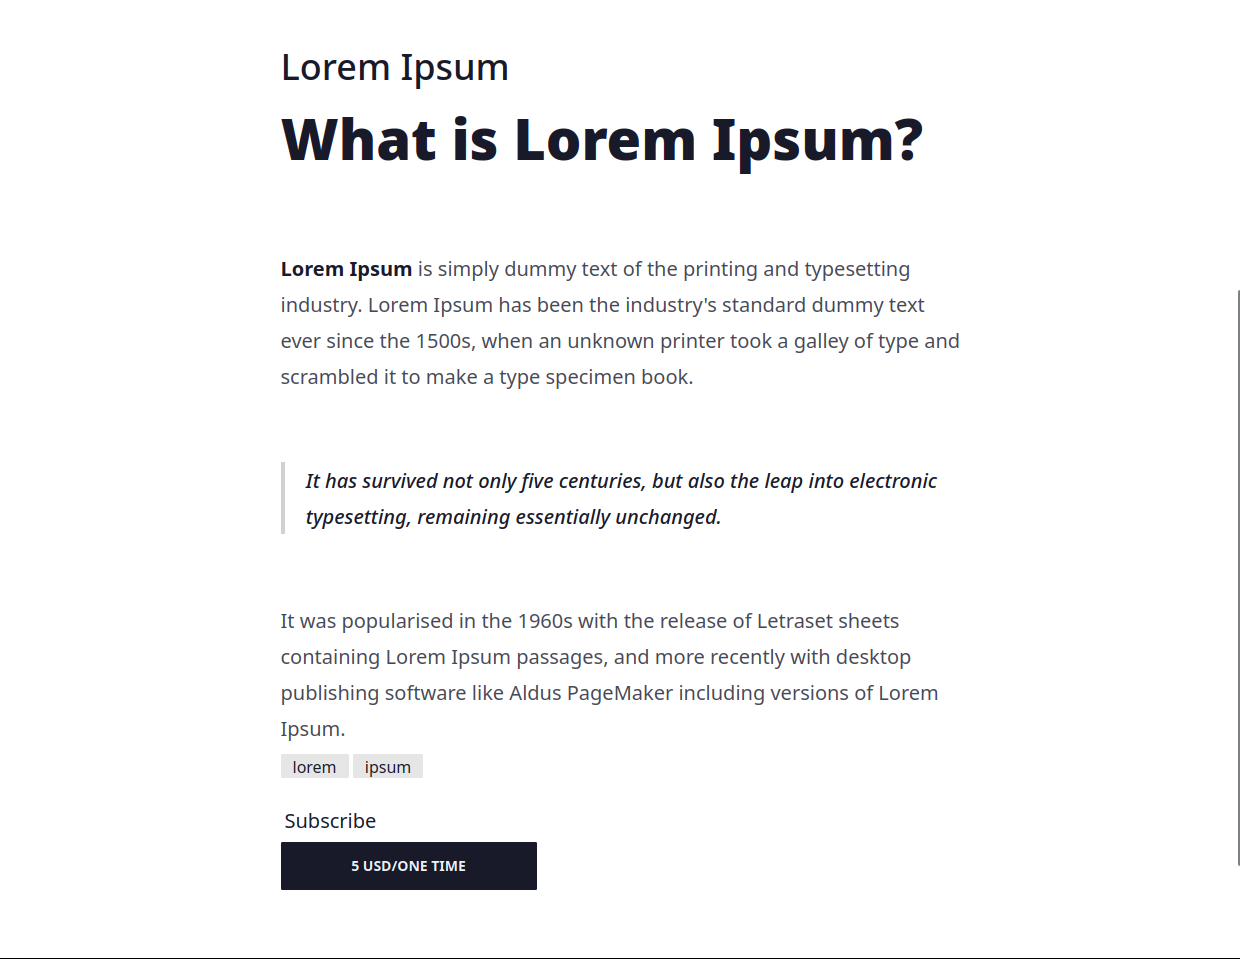 Lorem Ipsum
What is Lorem Ipsum?
Lorem Ipsum is simply dummy text of the printing and typesetting
industry. Lorem Ipsum has been the industry's standard dummy text
ever since the 1500s, when an unknown printer took a galley of type and
scrambled it to make a type specimen book.
It has survived not only five centuries, but also the leap into electronic
typesetting, remaining essentially unchanged.
It was popularised in the 1960s with the release of Letraset sheets
containing Lorem Ipsum passages, and more recently with desktop
publishing software like Aldus PageMaker including versions of Lorem
Ipsum.
lorem ipsum
Subscribe
5 USD/ONE TIME